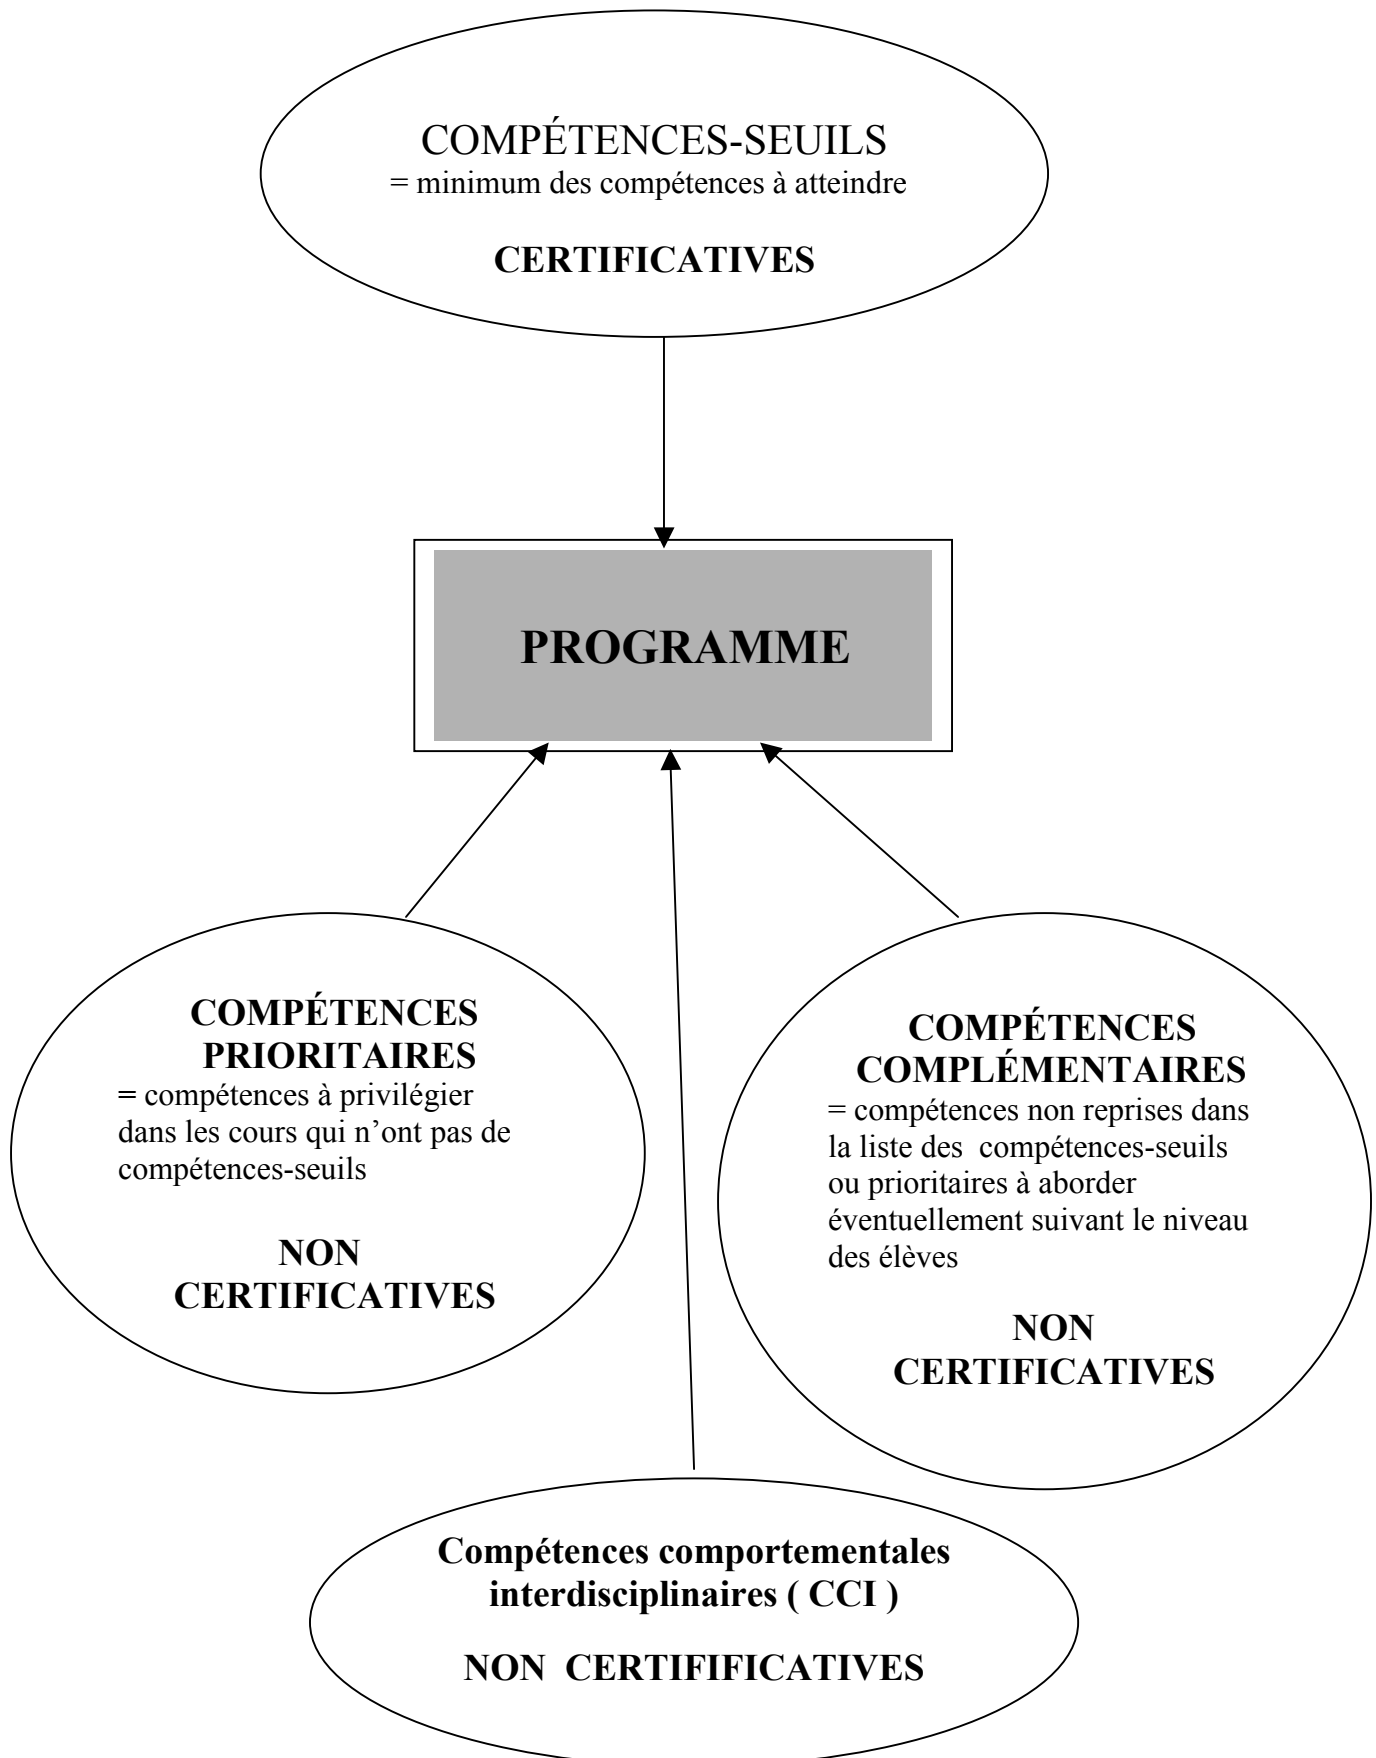 COMPÉTENCES-SEUILS
= minimum des compétences à atteindre
CERTIFICATIVES
PROGRAMME
COMPÉTENCES
PRIORITAIRES
= compétences à privilégier
dans les cours qui n’ont pas de
compétences-seuils
NON
CERTIFICATIVES
COMPÉTENCES
COMPLÉMENTAIRES
= compétences non reprises dans
la liste des compétences-seuils
ou prioritaires à aborder
éventuellement suivant le niveau
des élèves
NON
CERTIFICATIVES
Compétences comportementales
interdisciplinaires ( CCI )
NON CERTIFIFICATIVES